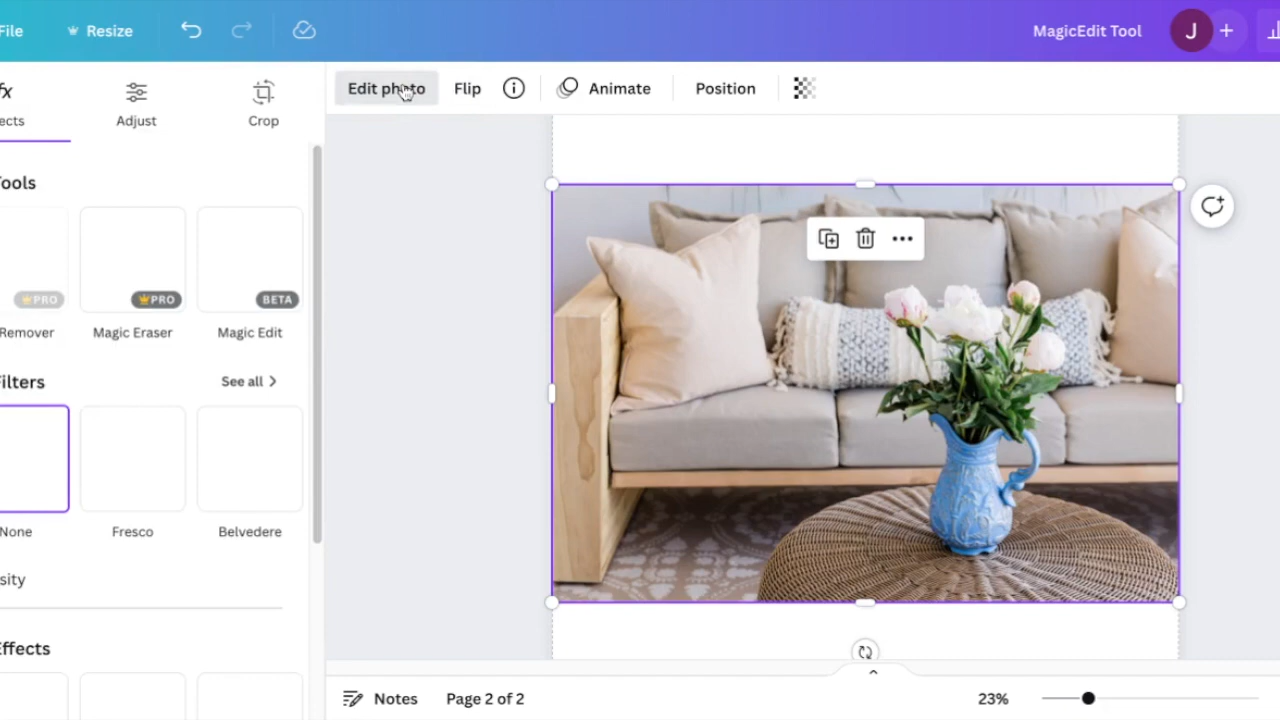 File Resize MagicEdit Tool J +
Edit photo Flip Animate Position
fx
ects Adjust Crop
Tools
PRO PRO BETA
Remover Magic Eraser Magic Edit
Filters See all >
None Fresco Belvedere
sity
Effects
Notes Page 2 of 2 23%